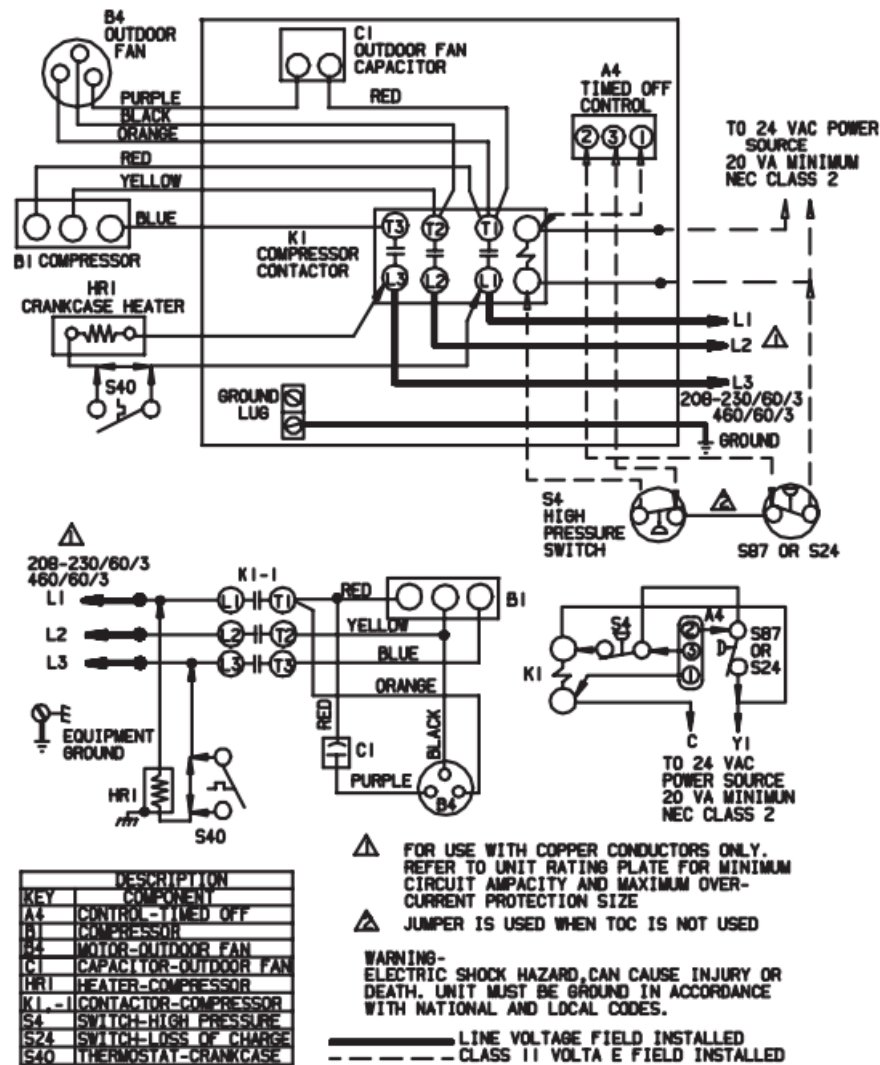 B4
OUTDOOR
FAN
C1
OUTDOOR FAN
CAPACITOR
PURPLE
RED
BLACK
ORANGE
A4
TIMED OFF
CONTROL
2 3 1
TO 24 VAC POWER
SOURCE
20 VA MINIMUM
NEC CLASS 2
RED
YELLOW
BLUE
B1 COMPRESSOR
K1
COMPRESSOR
CONTACTOR
T3 T2 T1
L3 L2 L1
HR1
CRANKCASE HEATER
S40
GROUND
LUG
L1
L2 1
L3
208-230/60/3
460/60/3
GROUND
S4
HIGH
PRESSURE
SWITCH
2
S87 OR S24
1
208-230/60/3
460/60/3
K1-1
L1 L1 T1 RED B1
L2 L2 T2 YELLOW
L3 L3 T3 BLUE
ORANGE
RED
BLACK
C1
PURPLE
B4
EQUIPMENT
GROUND
HR1
S40
S4
A4
2
3
1
S87
OR
S24
K1
C Y1
TO 24 VAC
POWER SOURCE
20 VA MINIMUN
NEC CLASS 2
1 FOR USE WITH COPPER CONDUCTORS ONLY.
REFER TO UNIT RATING PLATE FOR MINIMUM
CIRCUIT AMPACITY AND MAXIMUM OVER-
CURRENT PROTECTION SIZE
2 JUMPER IS USED WHEN TOC IS NOT USED
WARNING-
ELECTRIC SHOCK HAZARD,CAN CAUSE INJURY OR
DEATH. UNIT MUST BE GROUND IN ACCORDANCE
WITH NATIONAL AND LOCAL CODES.
LINE VOLTAGE FIELD INSTALLED
CLASS II VOLTA E FIELD INSTALLED
DESCRIPTION
KEY COMPONENT
A4 CONTROL-TIMED OFF
B1 COMPRESSOR
B4 MOTOR-OUTDOOR FAN
C1 CAPACITOR-OUTDOOR FAN
HR1 HEATER-COMPRESSOR
K1.-1 CONTACTOR-COMPRESSOR
S4 SWITCH-HIGH PRESSURE
S24 SWITCH-LOSS OF CHARGE
S40 THERMOSTAT-CRANKCASE